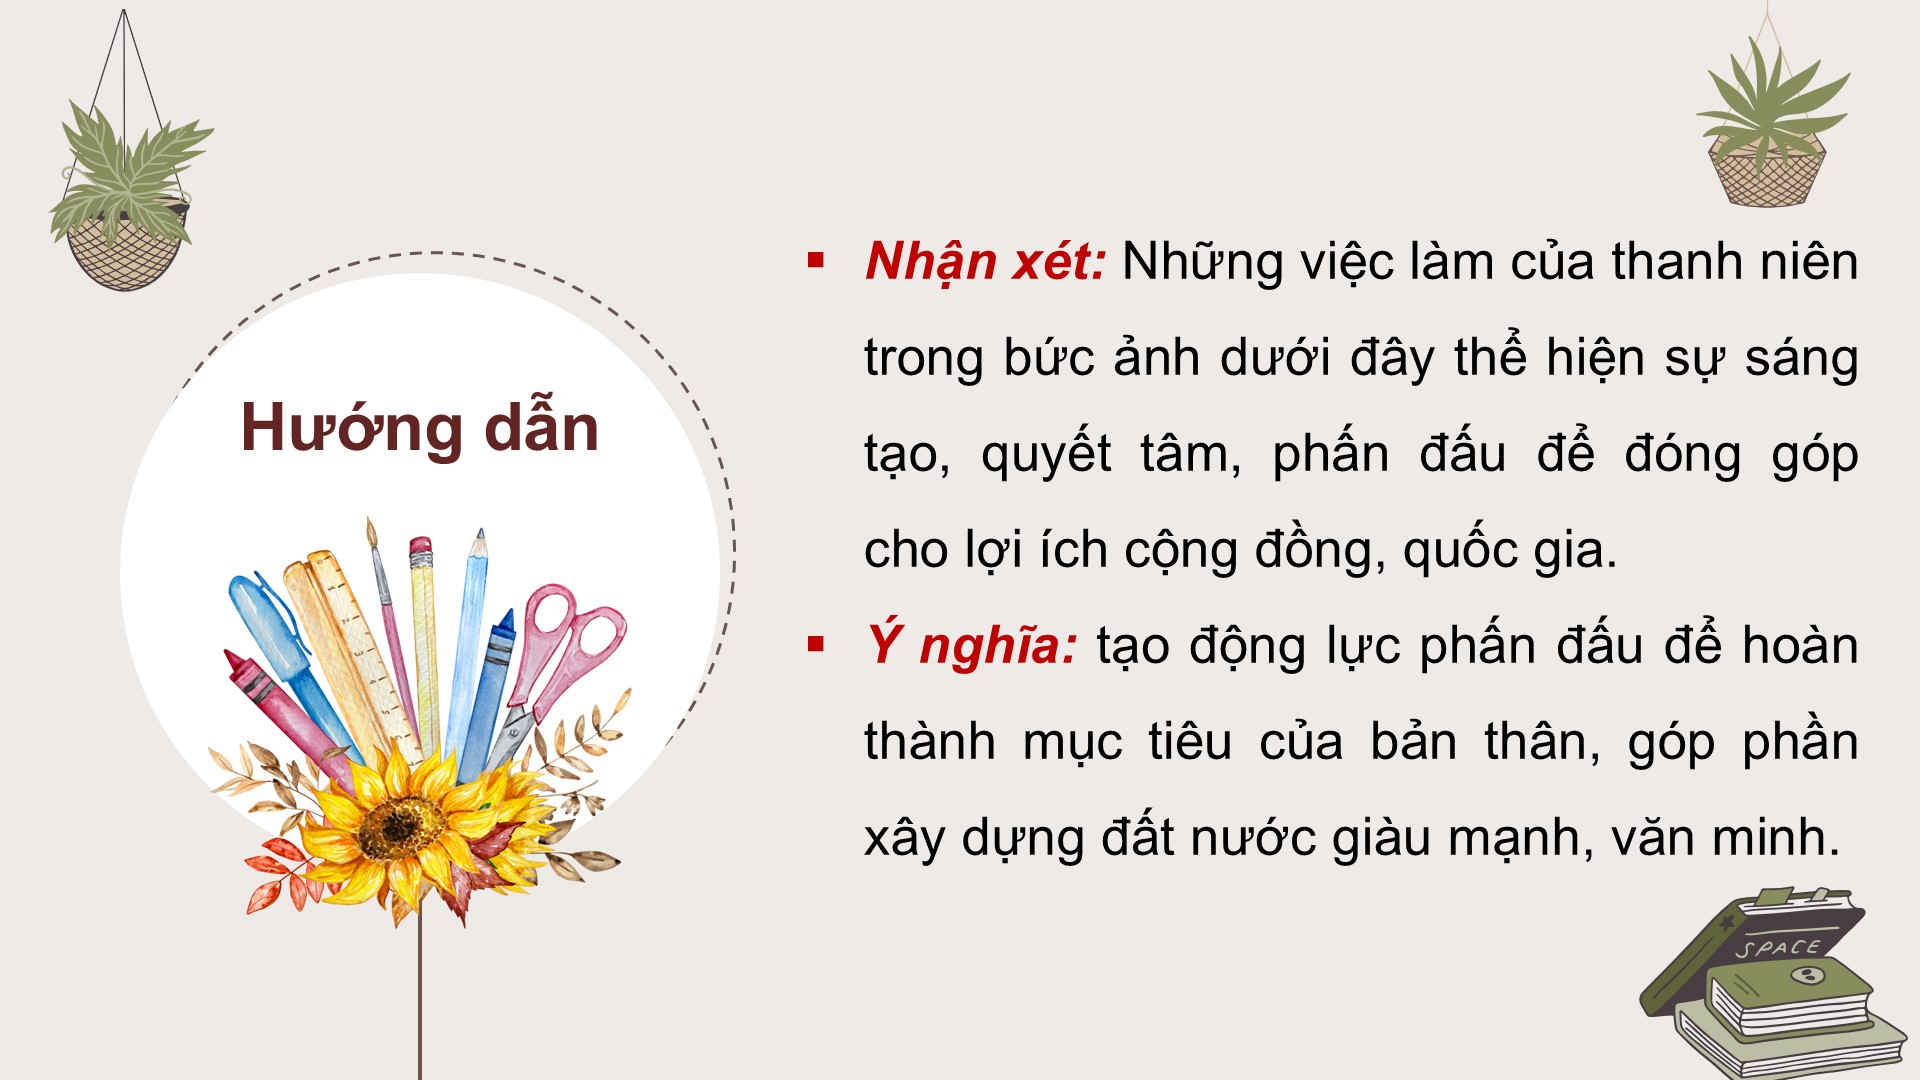 Hướng dẫn
▪ Nhận xét: Những việc làm của thanh niên
trong bức ảnh dưới đây thể hiện sự sáng
tạo, quyết tâm, phấn đấu để đóng góp
cho lợi ích cộng đồng, quốc gia.
▪ Ý nghĩa: tạo động lực phấn đấu để hoàn
thành mục tiêu của bản thân, góp phần
xây dựng đất nước giàu mạnh, văn minh.
SPACE